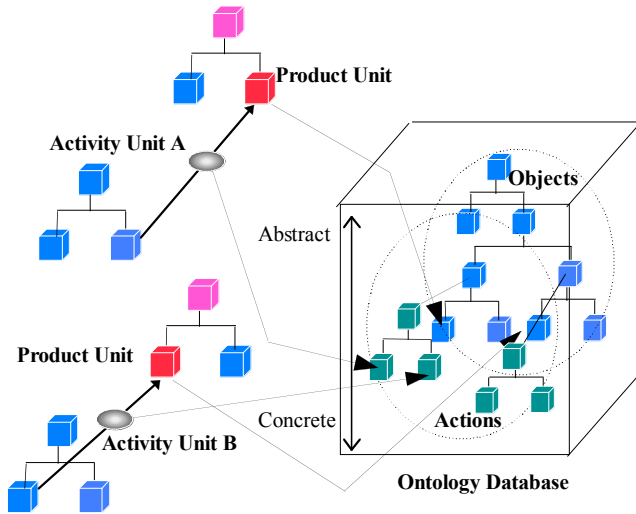 Product Unit
Activity Unit A
Objects
Abstract
Product Unit
Concrete
Actions
Activity Unit B
Ontology Database